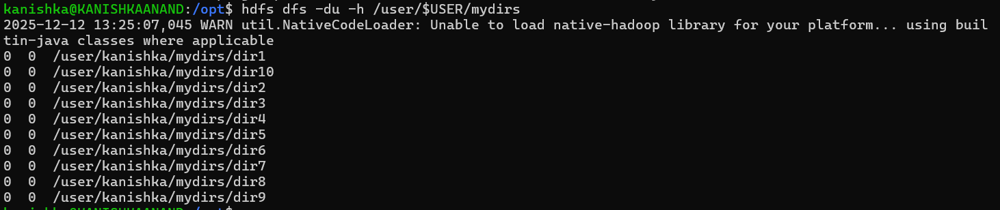 kanishka@KANISHKAANAND:/opt$ hdfs dfs -du -h /user/$USER/mydirs
2025-12-12 13:25:07,045 WARN util.NativeCodeLoader: Unable to load native-hadoop library for your platform... using buil
tin-java classes where applicable
0  0  /user/kanishka/mydirs/dir1
0  0  /user/kanishka/mydirs/dir10
0  0  /user/kanishka/mydirs/dir2
0  0  /user/kanishka/mydirs/dir3
0  0  /user/kanishka/mydirs/dir4
0  0  /user/kanishka/mydirs/dir5
0  0  /user/kanishka/mydirs/dir6
0  0  /user/kanishka/mydirs/dir7
0  0  /user/kanishka/mydirs/dir8
0  0  /user/kanishka/mydirs/dir9